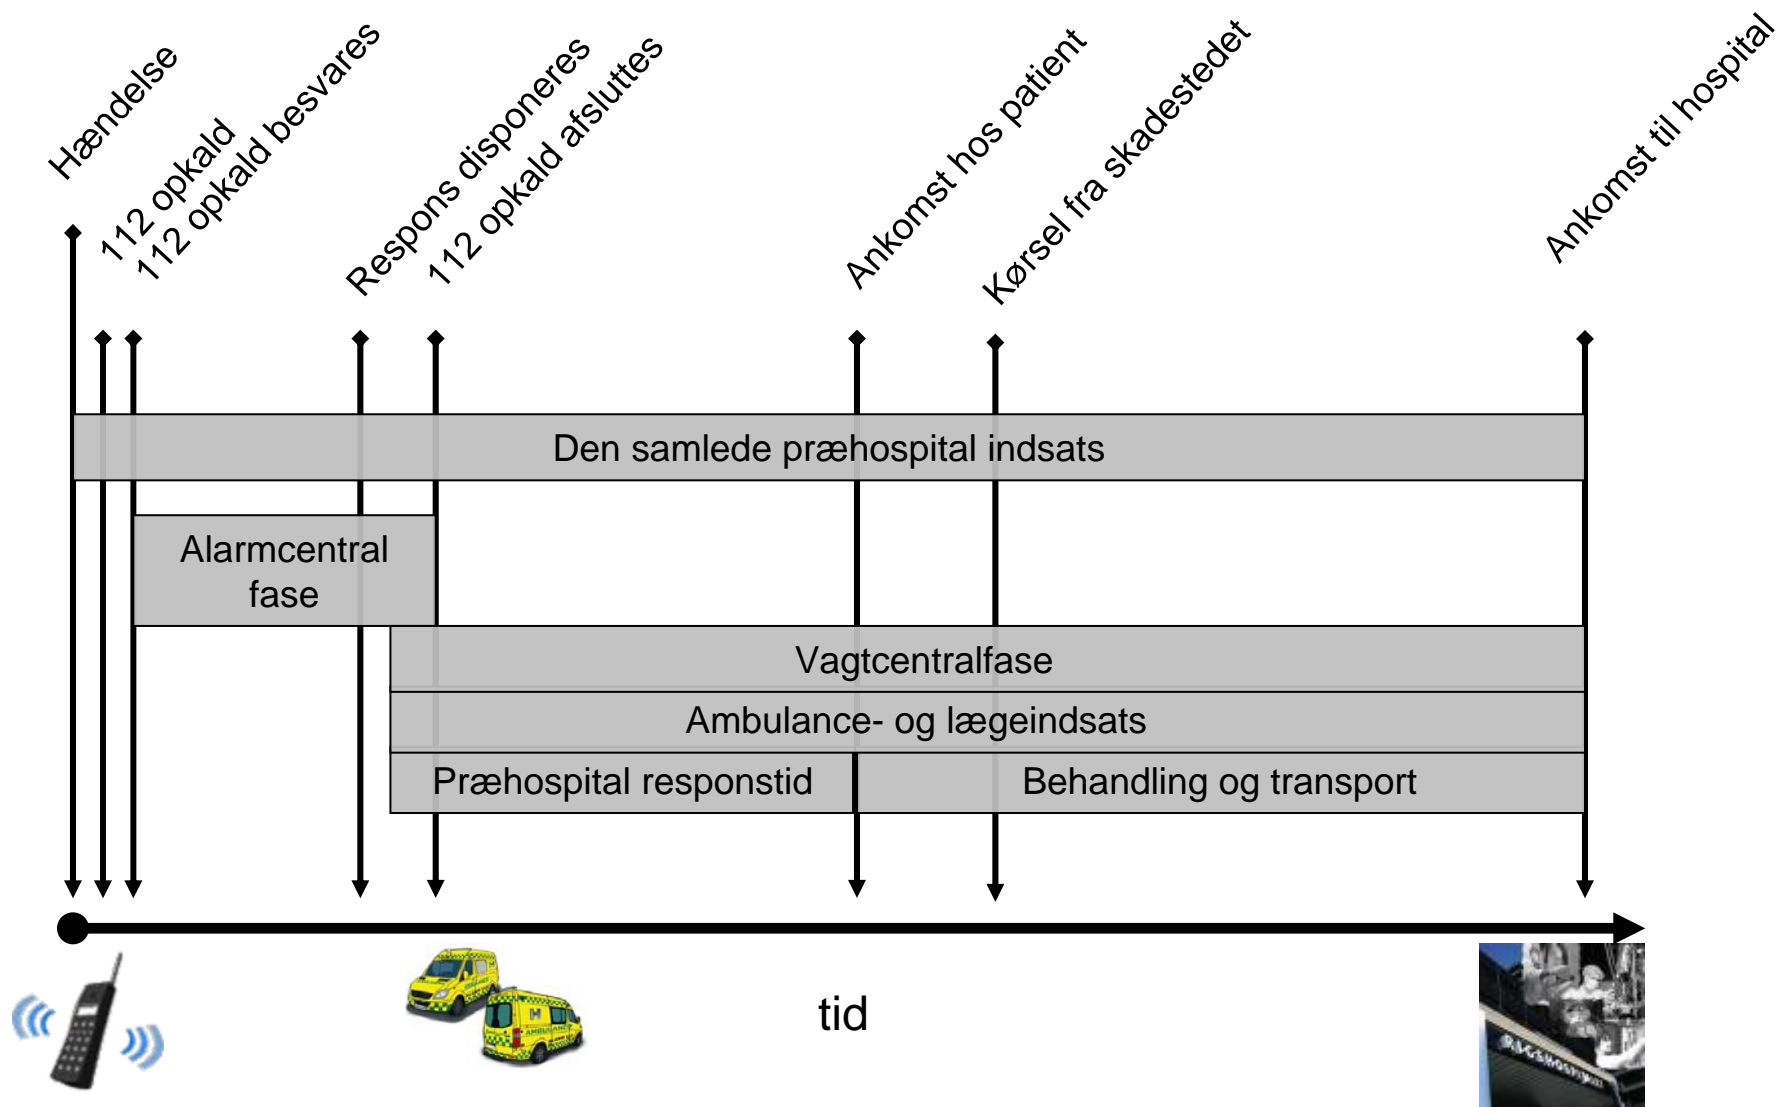 Hændelse
112 opkald
112 opkald besvares
Respons disponeres
112 opkald afsluttes
Ankomst hos patient
Kørsel fra skadestedet
Ankomst til hospital
Den samlede præhospital indsats
Alarmcentral
fase
Vagtcentralfase
Ambulance- og lægeindsats
Præhospital responstid
Behandling og transport
tid
AMBULANCE